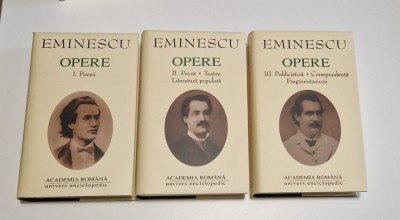 EMINESCU
OPERE
I. Poezii
ACADEMIA ROMÂNĂ
univers enciclopedic
EMINESCU
OPERE
II. Proză • Teatru
Literatură populară
ACADEMIA ROMÂNĂ
univers enciclopedic
EMINESCU
OPERE
III. Publicistică • Corespondență
Fragmentarium
ACADEMIA ROMÂNĂ
univers enciclopedic